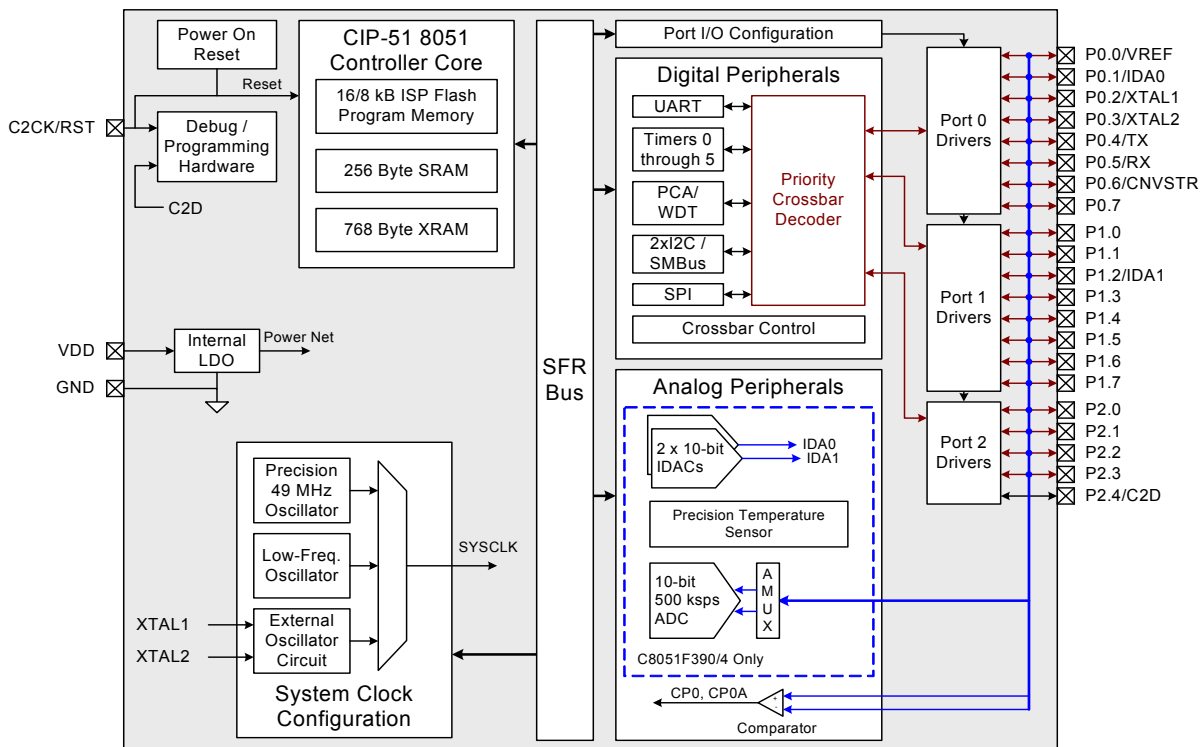 Power On
Reset
Reset
C2CK/RST
Debug /
Programming
Hardware
C2D
CIP-51 8051
Controller Core
16/8 kB ISP Flash
Program Memory
256 Byte SRAM
768 Byte XRAM
VDD
GND
Internal
LDO
Power Net
Precision
49 MHz
Oscillator
Low-Freq.
Oscillator
XTAL1
XTAL2
External
Oscillator
Circuit
SYSCLK
System Clock
Configuration
SFR
Bus
Port I/O Configuration
Digital Peripherals
UART
Timers 0
through 5
PCA/
WDT
2xI2C /
SMBus
SPI
Priority
Crossbar
Decoder
Crossbar Control
Analog Peripherals
2 x 10-bit
IDACs
IDA0
IDA1
Precision Temperature
Sensor
10-bit
500 ksps
ADC
A
M
U
X
C8051F390/4 Only
CP0, CP0A
+
-
Comparator
Port 0
Drivers
Port 1
Drivers
Port 2
Drivers
P0.0/VREF
P0.1/IDA0
P0.2/XTAL1
P0.3/XTAL2
P0.4/TX
P0.5/RX
P0.6/CNVSTR
P0.7
P1.0
P1.1
P1.2/IDA1
P1.3
P1.4
P1.5
P1.6
P1.7
P2.0
P2.1
P2.2
P2.3
P2.4/C2D